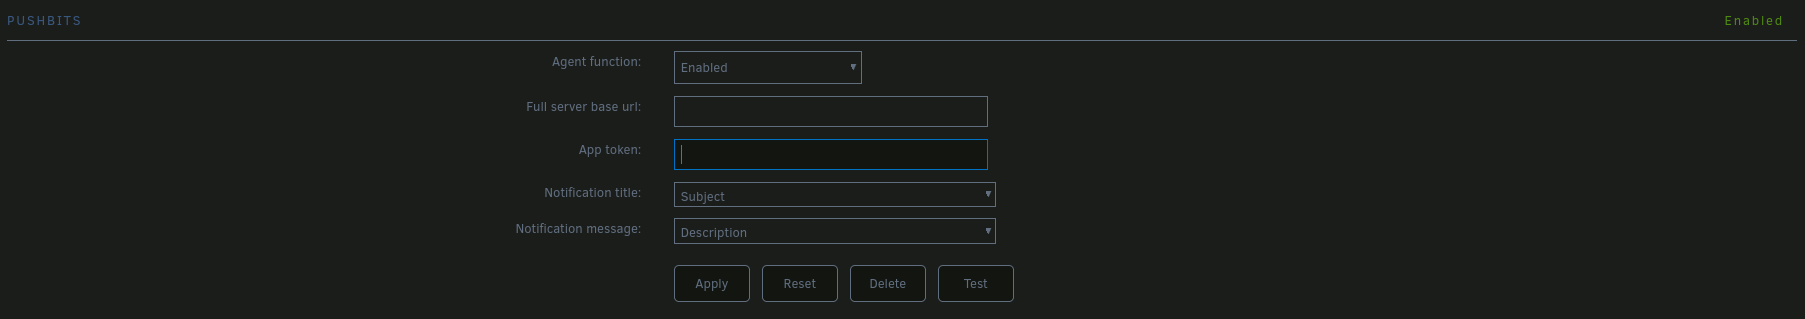 PUSHBITS Enabled
Agent function: Enabled
Full server base url:
App token:
Notification title: Subject
Notification message: Description
Apply Reset Delete Test